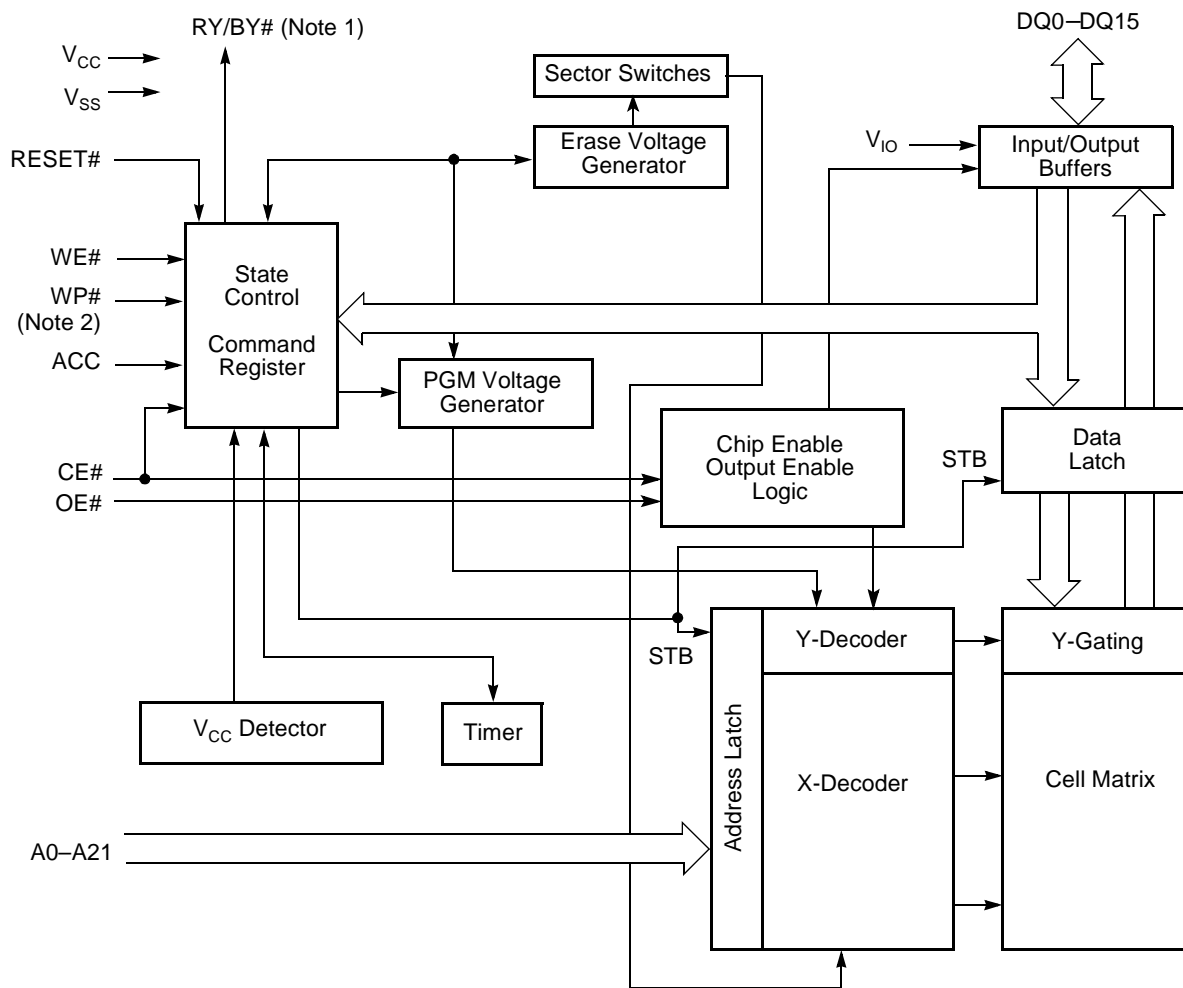 RY/BY# (Note 1)
DQ0–DQ15
VCC
VSS
Sector Switches
Erase Voltage
Generator
VIO
Input/Output
Buffers
RESET#
WE#
WP#
(Note 2)
ACC
State
Control
Command
Register
PGM Voltage
Generator
Chip Enable
Output Enable
Logic
STB
Data
Latch
CE#
OE#
STB
Y-Decoder
Y-Gating
VCC Detector
Timer
Address Latch
X-Decoder
Cell Matrix
A0–A21